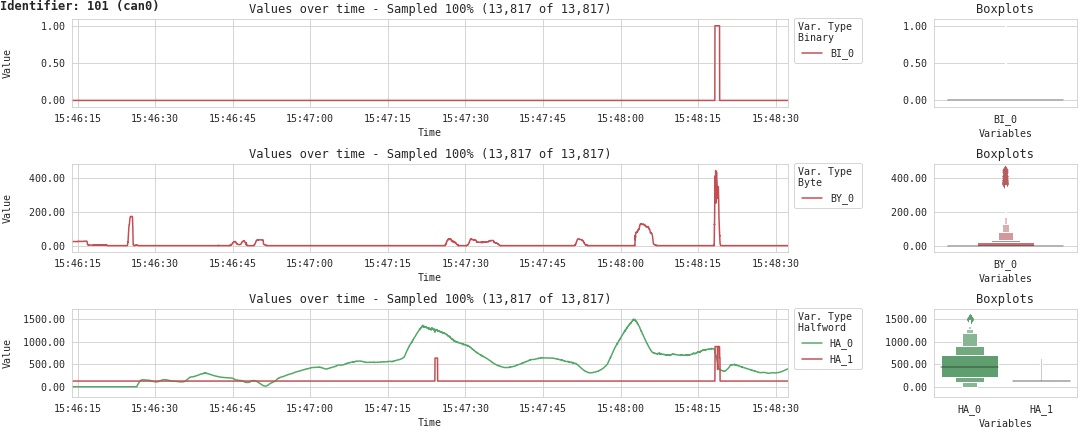 Identifier: 101 (can0)
Values over time - Sampled 100% (13,817 of 13,817)
Boxplots
Value
1.00
0.50
0.00
15:46:15 15:46:30 15:46:45 15:47:00 15:47:15 15:47:30 15:47:45 15:48:00 15:48:15 15:48:30
Time
Var. Type
Binary
BI_0
1.00
0.50
0.00
BI_0
Variables
Values over time - Sampled 100% (13,817 of 13,817)
Boxplots
Value
400.00
200.00
0.00
15:46:15 15:46:30 15:46:45 15:47:00 15:47:15 15:47:30 15:47:45 15:48:00 15:48:15 15:48:30
Time
Var. Type
Byte
BY_0
400.00
200.00
0.00
BY_0
Variables
Values over time - Sampled 100% (13,817 of 13,817)
Boxplots
Value
1500.00
1000.00
500.00
0.00
15:46:15 15:46:30 15:46:45 15:47:00 15:47:15 15:47:30 15:47:45 15:48:00 15:48:15 15:48:30
Time
Var. Type
Halfword
HA_0
HA_1
1500.00
1000.00
500.00
0.00
HA_0 HA_1
Variables